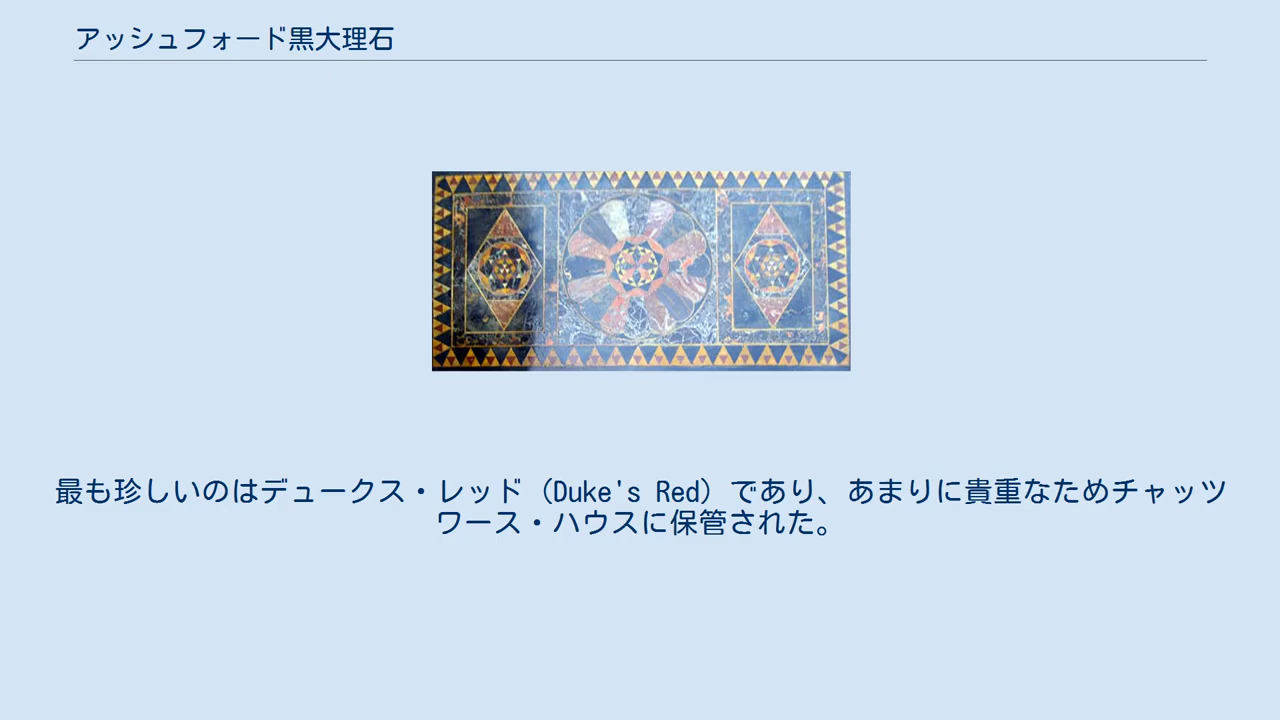 アッシュフォード黒大理石
最も珍しいのはデュークス・レッド（Duke's Red）であり、あまりに貴重なためチャッツ
ワース・ハウスに保管された。